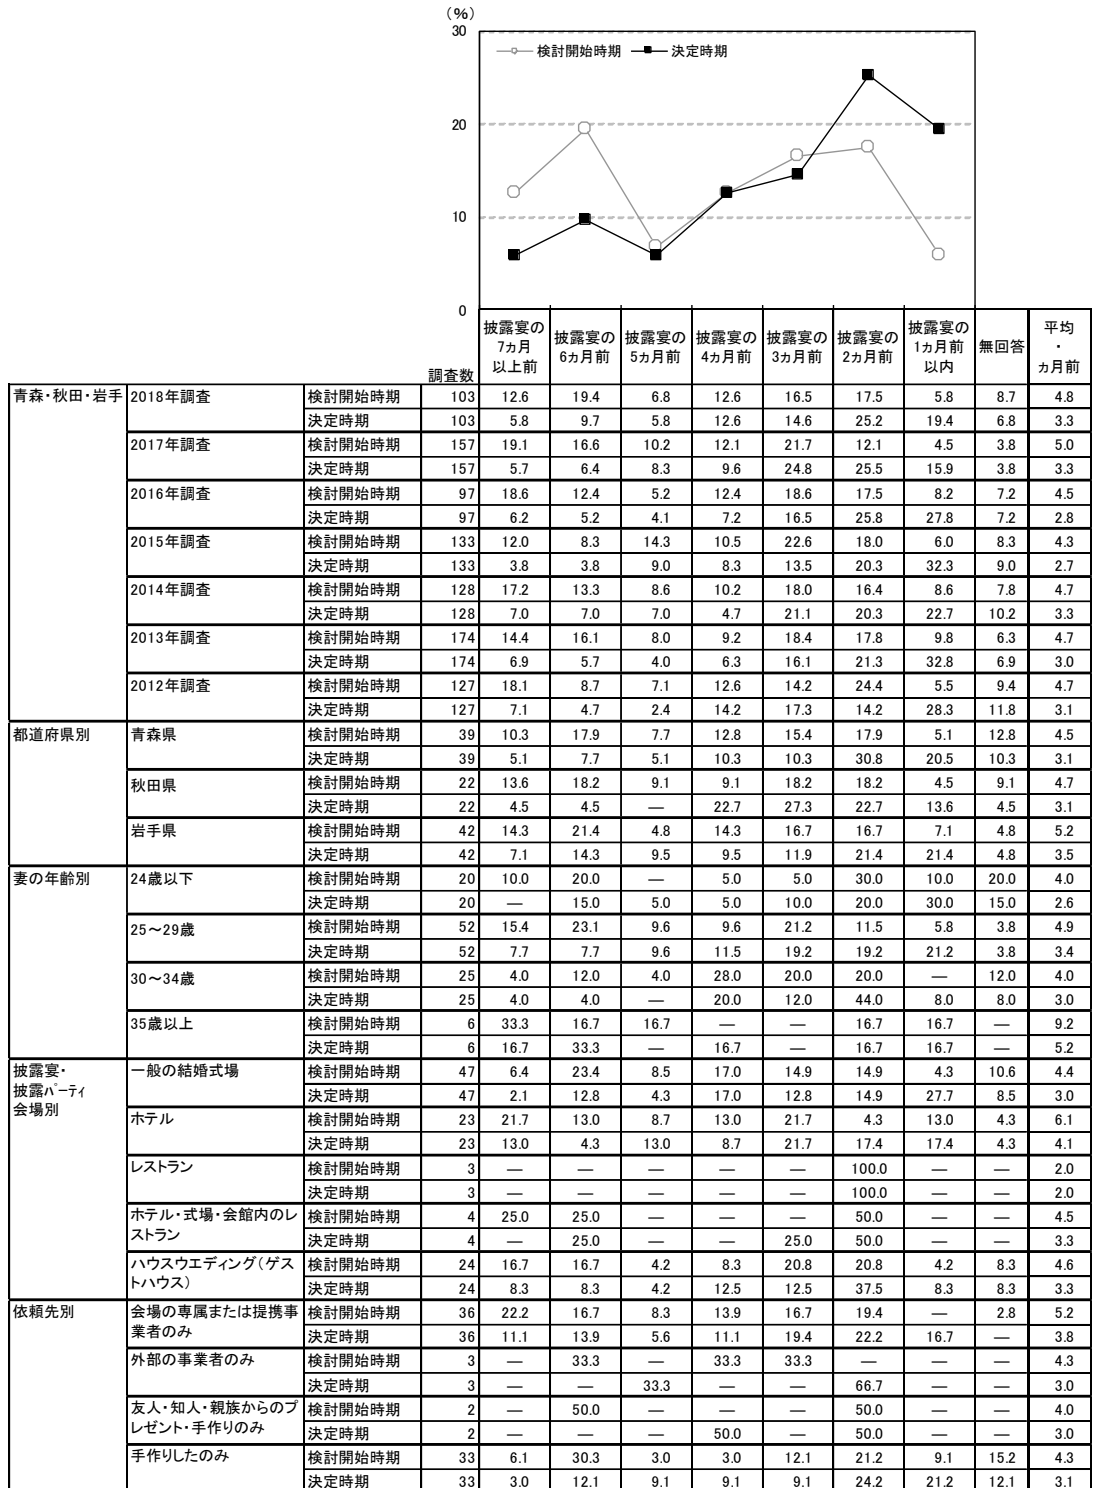 （％）
30
検討開始時期 決定時期
20
10
0
調査数 披露宴の7ヵ月以上前 披露宴の6ヵ月前 披露宴の5ヵ月前 披露宴の4ヵ月前 披露宴の3ヵ月前 披露宴の2ヵ月前 披露宴の1ヵ月前以内 無回答 平均・ヵ月前
青森・秋田・岩手 2018年調査 検討開始時期 103 12.6 19.4 6.8 12.6 16.5 17.5 5.8 8.7 4.8
決定時期 103 5.8 9.7 5.8 12.6 14.6 25.2 19.4 6.8 3.3
2017年調査 検討開始時期 157 19.1 16.6 10.2 12.1 21.7 12.1 4.5 3.8 5.0
決定時期 157 5.7 6.4 8.3 9.6 24.8 25.5 15.9 3.8 3.3
2016年調査 検討開始時期 97 18.6 12.4 5.2 12.4 18.6 17.5 8.2 7.2 4.5
決定時期 97 6.2 5.2 4.1 7.2 16.5 25.8 27.8 7.2 2.8
2015年調査 検討開始時期 133 12.0 8.3 14.3 10.5 22.6 18.0 6.0 8.3 4.3
決定時期 133 3.8 3.8 9.0 8.3 13.5 20.3 32.3 9.0 2.7
2014年調査 検討開始時期 128 17.2 13.3 8.6 10.2 18.0 16.4 8.6 7.8 4.7
決定時期 128 7.0 7.0 7.0 4.7 21.1 20.3 22.7 10.2 3.3
2013年調査 検討開始時期 174 14.4 16.1 8.0 9.2 18.4 17.8 9.8 6.3 4.7
決定時期 174 6.9 5.7 4.0 6.3 16.1 21.3 32.8 6.9 3.0
2012年調査 検討開始時期 127 18.1 8.7 7.1 12.6 14.2 24.4 5.5 9.4 4.7
決定時期 127 7.1 4.7 2.4 14.2 17.3 14.2 28.3 11.8 3.1
都道府県別 青森県 検討開始時期 39 10.3 17.9 7.7 12.8 15.4 17.9 5.1 12.8 4.5
決定時期 39 5.1 7.7 5.1 10.3 10.3 30.8 20.5 10.3 3.1
秋田県 検討開始時期 22 13.6 18.2 9.1 9.1 18.2 18.2 4.5 9.1 4.7
決定時期 22 4.5 4.5 ― 22.7 27.3 22.7 13.6 4.5 3.1
岩手県 検討開始時期 42 14.3 21.4 4.8 14.3 16.7 16.7 7.1 4.8 5.2
決定時期 42 7.1 14.3 9.5 9.5 11.9 21.4 21.4 4.8 3.5
妻の年齢別 24歳以下 検討開始時期 20 10.0 20.0 ― 5.0 5.0 30.0 10.0 20.0 4.0
決定時期 20 ― 15.0 5.0 5.0 10.0 20.0 30.0 15.0 2.6
25～29歳 検討開始時期 52 15.4 23.1 9.6 9.6 21.2 11.5 5.8 3.8 4.9
決定時期 52 7.7 7.7 9.6 11.5 19.2 19.2 21.2 3.8 3.4
30～34歳 検討開始時期 25 4.0 12.0 4.0 28.0 20.0 20.0 ― 12.0 4.0
決定時期 25 4.0 4.0 ― 20.0 12.0 44.0 8.0 8.0 3.0
35歳以上 検討開始時期 6 33.3 16.7 16.7 ― ― 16.7 16.7 ― 9.2
決定時期 6 16.7 33.3 ― 16.7 ― 16.7 16.7 ― 5.2
披露宴・披露パーティ会場別 一般の結婚式場 検討開始時期 47 6.4 23.4 8.5 17.0 14.9 14.9 4.3 10.6 4.4
決定時期 47 2.1 12.8 4.3 17.0 12.8 14.9 27.7 8.5 3.0
ホテル 検討開始時期 23 21.7 13.0 8.7 13.0 21.7 4.3 13.0 4.3 6.1
決定時期 23 13.0 4.3 13.0 8.7 21.7 17.4 17.4 4.3 4.1
レストラン 検討開始時期 3 ― ― ― ― ― 100.0 ― ― 2.0
決定時期 3 ― ― ― ― ― 100.0 ― ― 2.0
ホテル・式場・会館内のレストラン 検討開始時期 4 25.0 25.0 ― ― ― 50.0 ― ― 4.5
決定時期 4 ― 25.0 ― ― 25.0 50.0 ― ― 3.3
ハウスウエディング（ゲストハウス） 検討開始時期 24 16.7 16.7 4.2 8.3 20.8 20.8 4.2 8.3 4.6
決定時期 24 8.3 8.3 4.2 12.5 12.5 37.5 8.3 8.3 3.3
依頼先別 会場の専属または提携事業者のみ 検討開始時期 36 22.2 16.7 8.3 13.9 16.7 19.4 ― 2.8 5.2
決定時期 36 11.1 13.9 5.6 11.1 19.4 22.2 16.7 ― 3.8
外部の事業者のみ 検討開始時期 3 ― 33.3 ― 33.3 33.3 ― ― ― 4.3
決定時期 3 ― ― 33.3 ― ― 66.7 ― ― 3.0
友人・知人・親族からのプレゼント・手作りのみ 検討開始時期 2 ― 50.0 ― ― ― 50.0 ― ― 4.0
決定時期 2 ― ― ― 50.0 ― 50.0 ― ― 3.0
手作りしたのみ 検討開始時期 33 6.1 30.3 3.0 3.0 12.1 21.2 9.1 15.2 4.3
決定時期 33 3.0 12.1 9.1 9.1 9.1 24.2 21.2 12.1 3.1